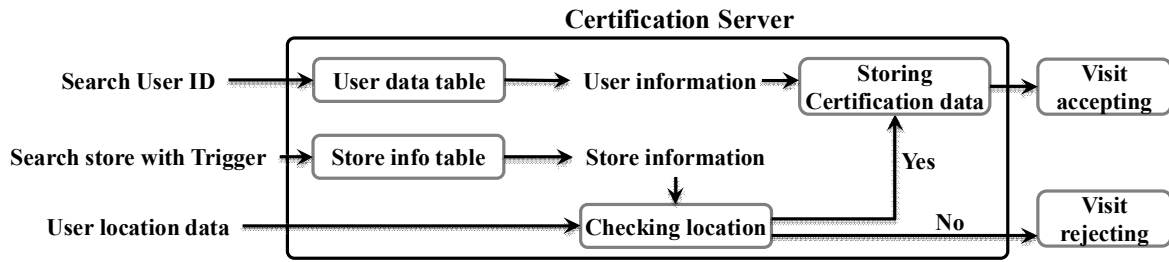 Certification Server
Search User ID
User data table
User information
Storing
Certification data
Visit
accepting
Search store with Trigger
Store info table
Store information
Yes
User location data
Checking location
No
Visit
rejecting